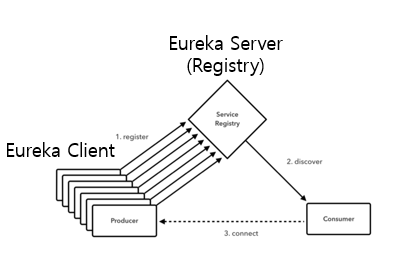 Eureka Server
(Registry)
Service
Registry
1. register
Eureka Client
2. discover
Producer
Consumer
3. connect